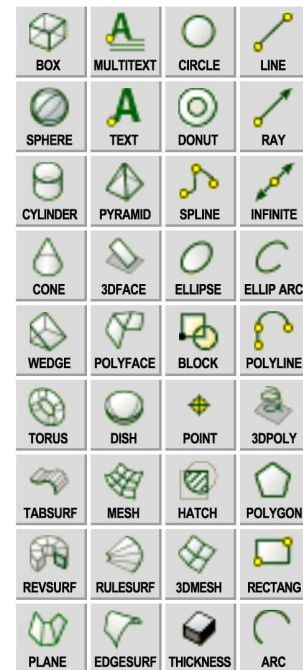 BOX MULTITEXT CIRCLE LINE
SPHERE TEXT DONUT RAY
CYLINDER PYRAMID SPLINE INFINITE
CONE 3DFACE ELLIPSE ELLIP ARC
WEDGE POLYFACE BLOCK POLYLINE
TORUS DISH POINT 3DPOLY
TABSURF MESH HATCH POLYGON
REVSURF RULESURF 3DMESH RECTANG
PLANE EDGESURF THICKNESS ARC